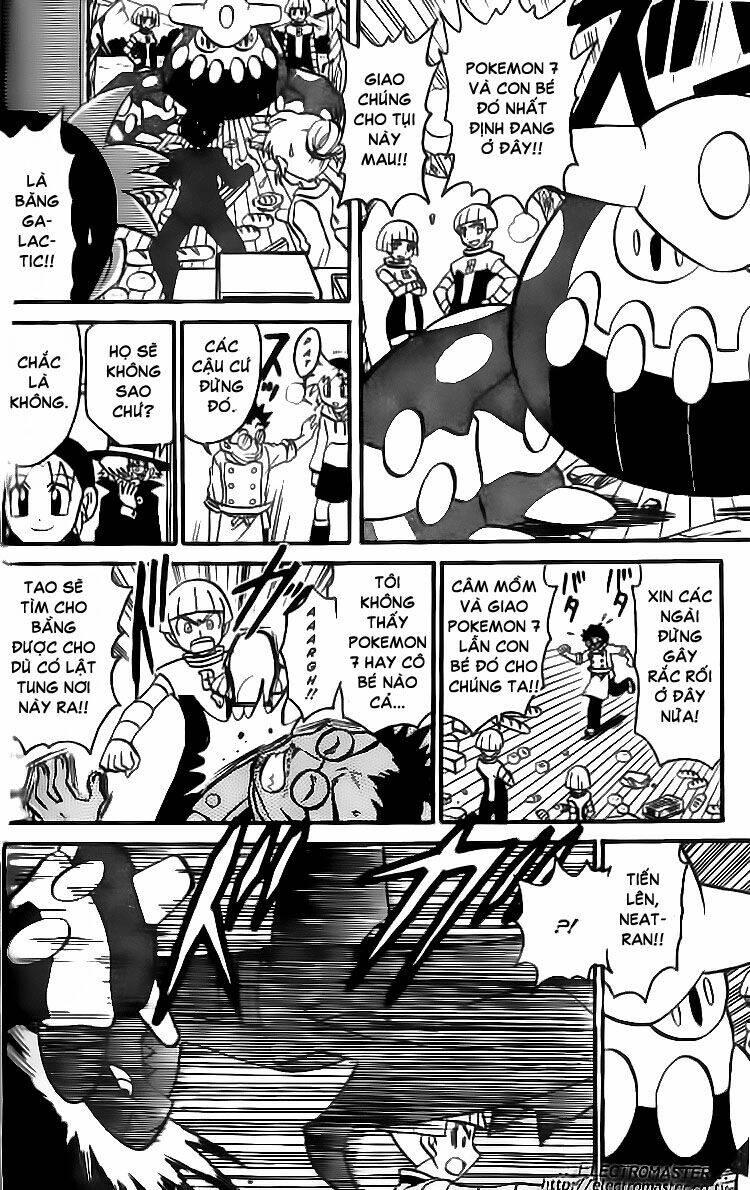 POKEMON 7
VÀ CON BÉ
ĐÓ NHẤT
ĐỊNH ĐANG
Ở ĐÂY!!
GIAO
CHÚNG
CHO TỤI
NÀY
MAU!!
LÀ
BĂNG
GA-
LAC-
TIC!!
CÁC
CẬU CỨ
ĐỨNG
ĐÓ.
HỌ SẼ
KHÔNG
SAO
CHỨ?
CHẮC
LÀ
KHÔNG.
XIN CÁC
NGÀI
ĐỪNG
GÂY
RẮC RỐI
Ở ĐÂY
NỮA!
CÂM MỒM
VÀ GIAO
POKEMON 7
LẪN CON
BÉ ĐÓ CHO
CHÚNG TA!!
TÔI
KHÔNG
THẤY
POKEMON
7 HAY CÔ
BÉ NÀO
CẢ...
AAARGH!!
TAO SẼ
TÌM CHO
BẰNG
ĐƯỢC CHO
DÙ CÓ LẬT
TUNG NƠI
NÀY RA!!
TIẾN
LÊN,
NEAT-
RAN!!
?!
ELECTROMASTER